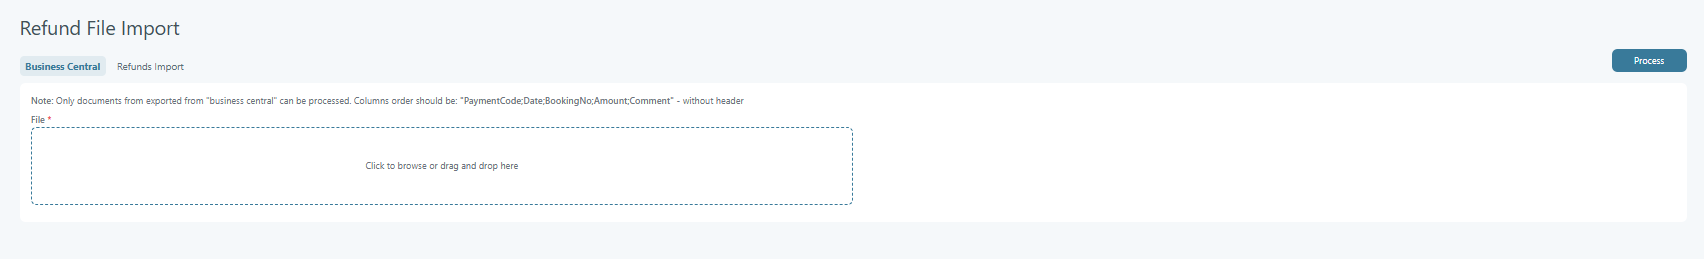 Refund File Import
Business Central Refunds Import
Process
Note: Only documents from exported from "business central" can be processed. Columns order should be: "PaymentCode;Date;BookingNo;Amount;Comment" - without header
File *
Click to browse or drag and drop here